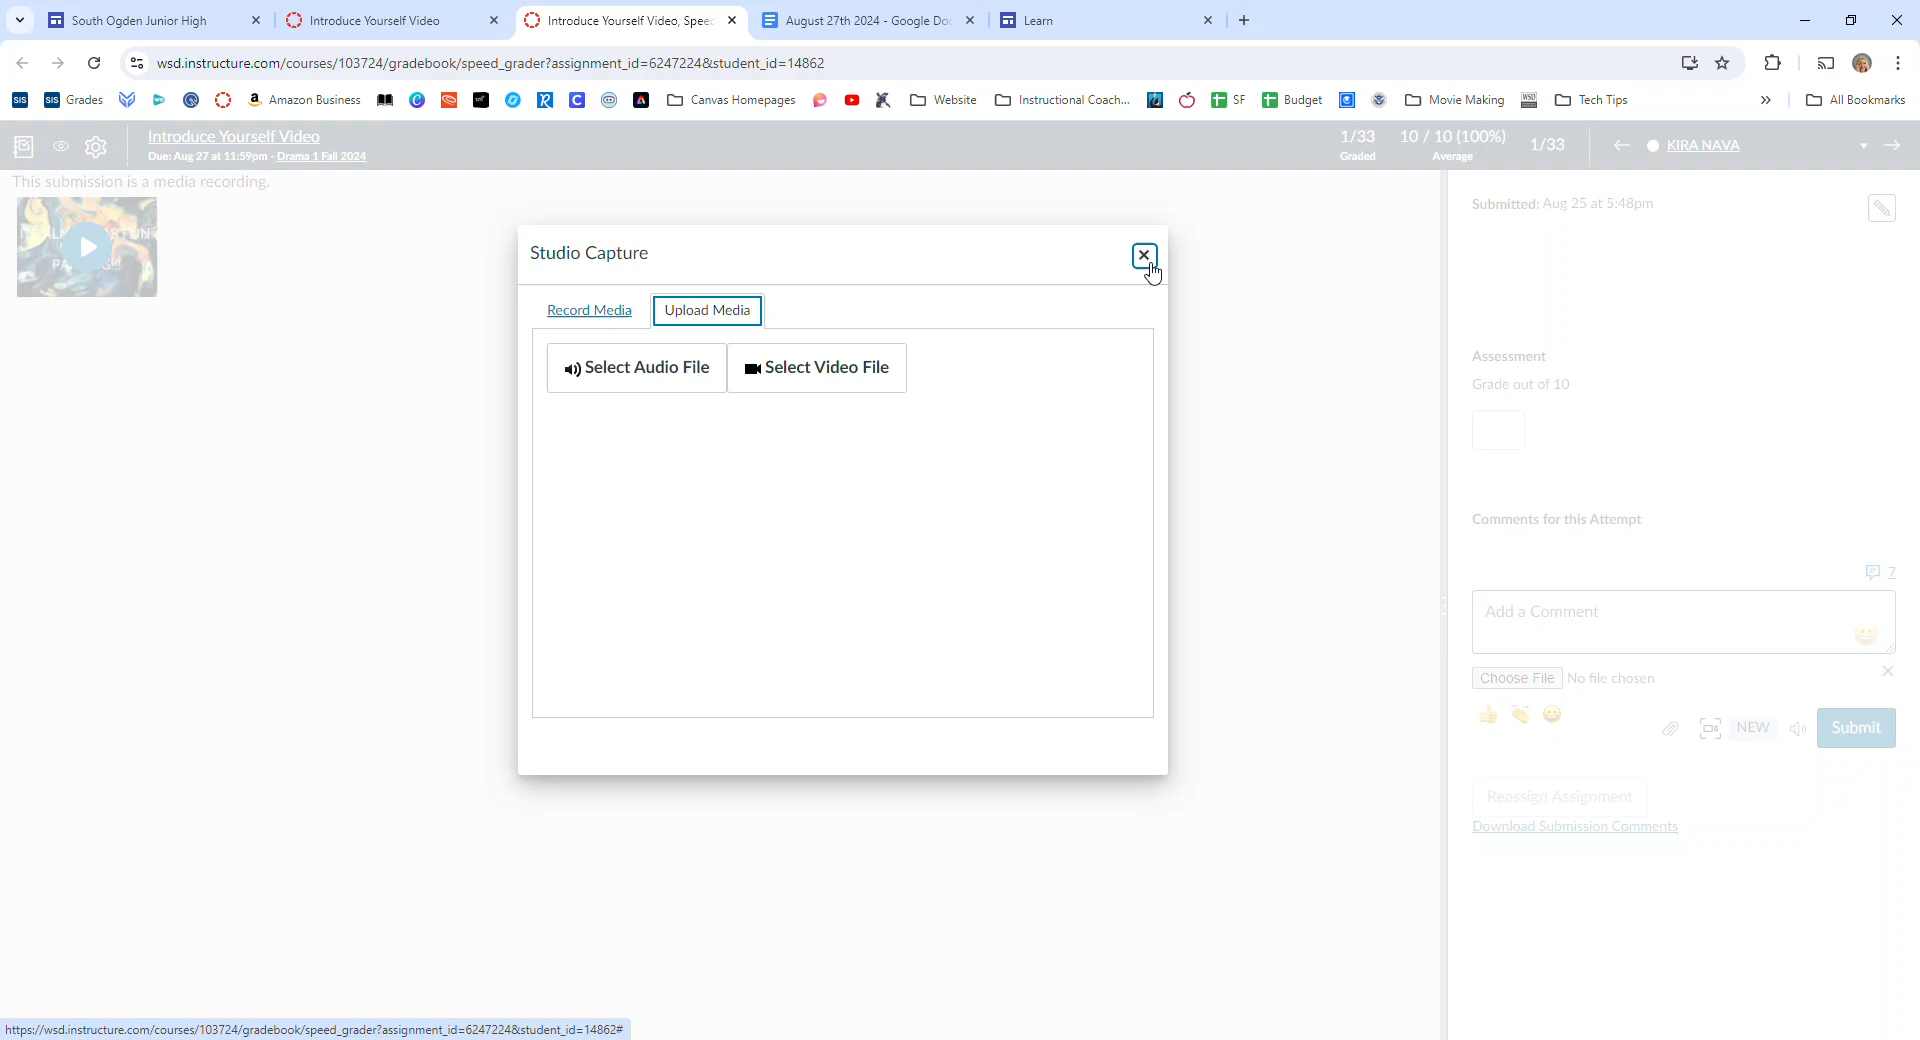 South Ogden Junior High
Introduce Yourself Video
Introduce Yourself Video, Speed
August 27th 2024 - Google Doc
Learn
wsd.instructure.com/courses/103724/gradebook/speed_grader?assignment_id=6247224&student_id=14862
SIS
SIS Grades
Amazon Business
Canvas Homepages
Website
Instructional Coach...
SF
Budget
Movie Making
WSD
Tech Tips
All Bookmarks
Introduce Yourself Video
Due: Aug 27 at 11:59pm - Drama 1 Fall 2024
1/33
Graded
10 / 10 (100%)
Average
1/33
KIRA NAVA
This submission is a media recording.
Studio Capture
Record Media
Upload Media
Select Audio File
Select Video File
Submitted: Aug 25 at 5:48pm
Assessment
Grade out of 10
Comments for this Attempt
7
Add a Comment
Choose File No file chosen
NEW
Submit
Reassign Assignment
Download Submission Comments
https://wsd.instructure.com/courses/103724/gradebook/speed_grader?assignment_id=6247224&student_id=14862#